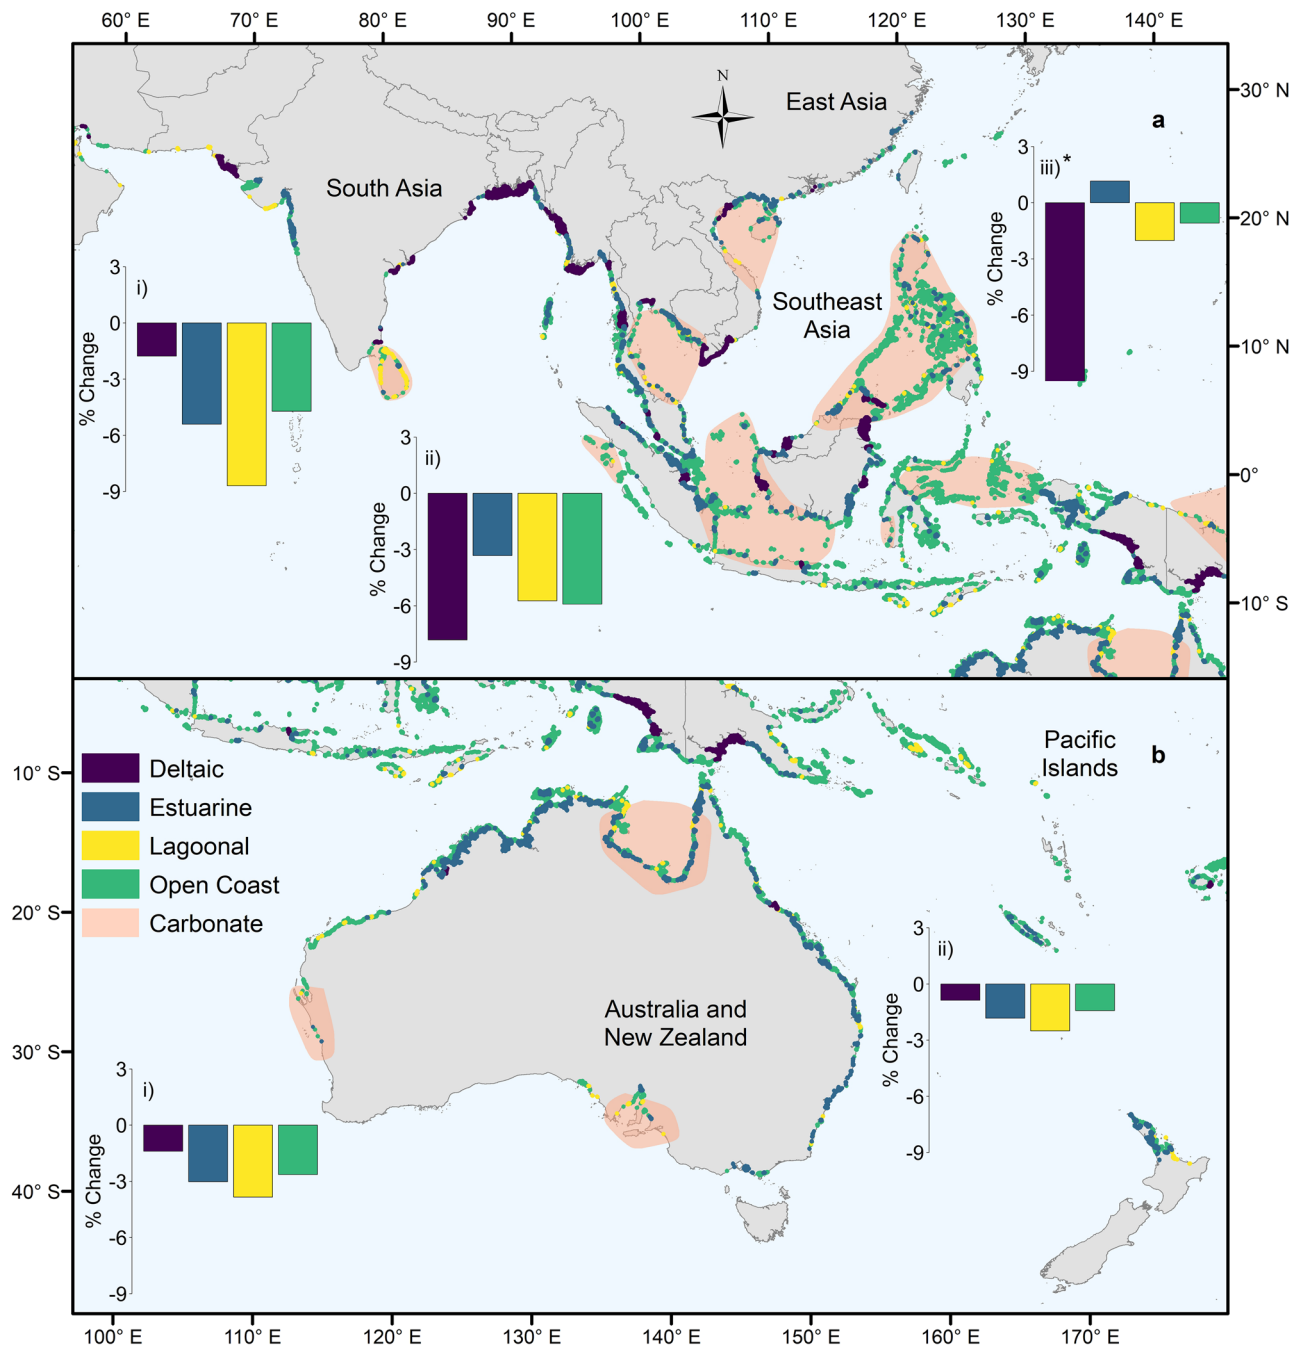 60° E 70° E 80° E 90° E 100° E 110° E 120° E 130° E 140° E
30° N
20° N
10° N
0°
10° S
N
East Asia
a
South Asia
Southeast
Asia
iii)*
3
0
-3
-6
-9
% Change
i)
3
0
-3
-6
-9
% Change
ii)
3
0
-3
-6
-9
% Change
Pacific
Islands
b
Deltaic
Estuarine
Lagoonal
Open Coast
Carbonate
10° S
20° S
30° S
40° S
Australia and
New Zealand
ii)
3
0
-3
-6
-9
% Change
i)
3
0
-3
-6
-9
% Change
100° E 110° E 120° E 130° E 140° E 150° E 160° E 170° E